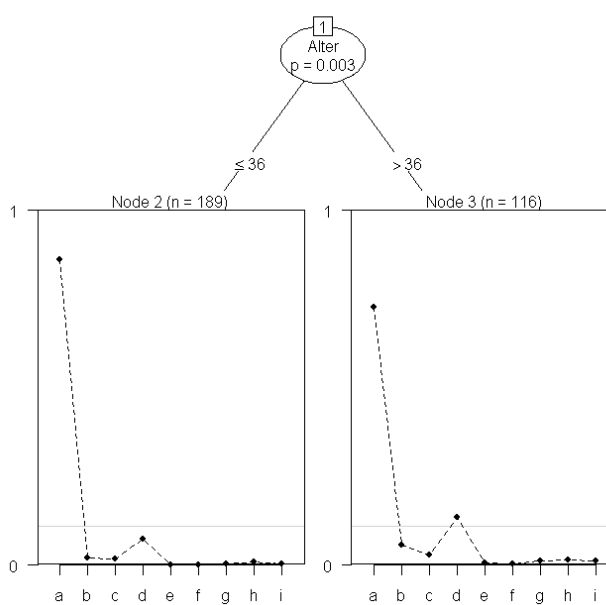 1
Alter
p = 0.003
≤ 36
> 36
Node 2 (n = 189)
1
0
a b c d e f g h i
Node 3 (n = 116)
1
0
a b c d e f g h i